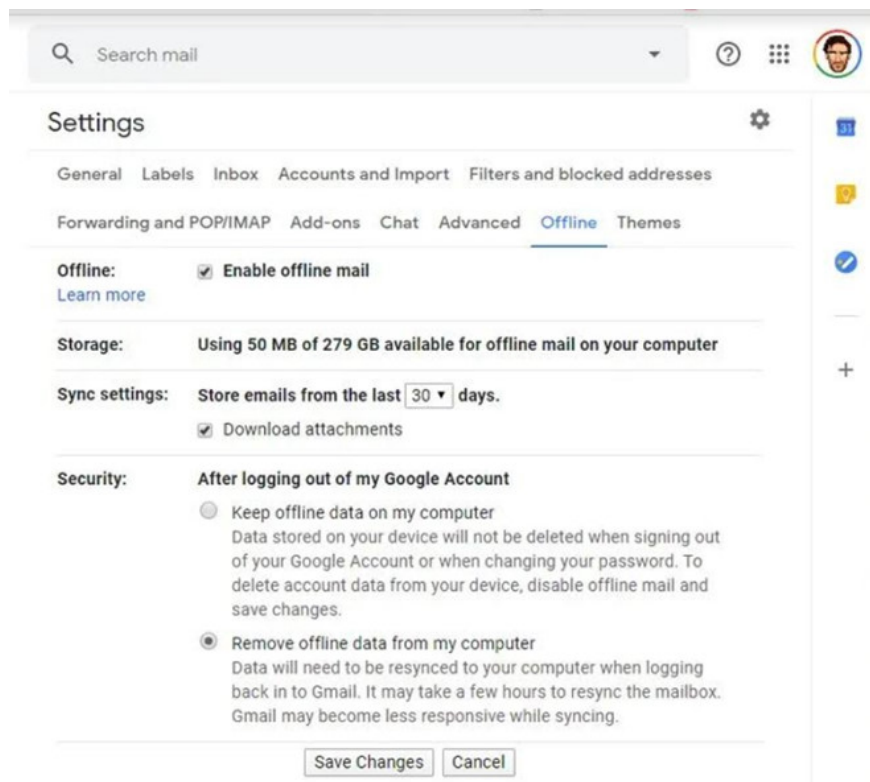 Search mail
Settings
31
General Labels Inbox Accounts and Import Filters and blocked addresses
Forwarding and POP/IMAP Add-ons Chat Advanced Offline Themes
Offline: Enable offline mail
Learn more
Storage: Using 50 MB of 279 GB available for offline mail on your computer
Sync settings: Store emails from the last 30 days.
Download attachments
Security: After logging out of my Google Account
Keep offline data on my computer
Data stored on your device will not be deleted when signing out
of your Google Account or when changing your password. To
delete account data from your device, disable offline mail and
save changes.
Remove offline data from my computer
Data will need to be resynced to your computer when logging
back in to Gmail. It may take a few hours to resync the mailbox.
Gmail may become less responsive while syncing.
Save Changes Cancel